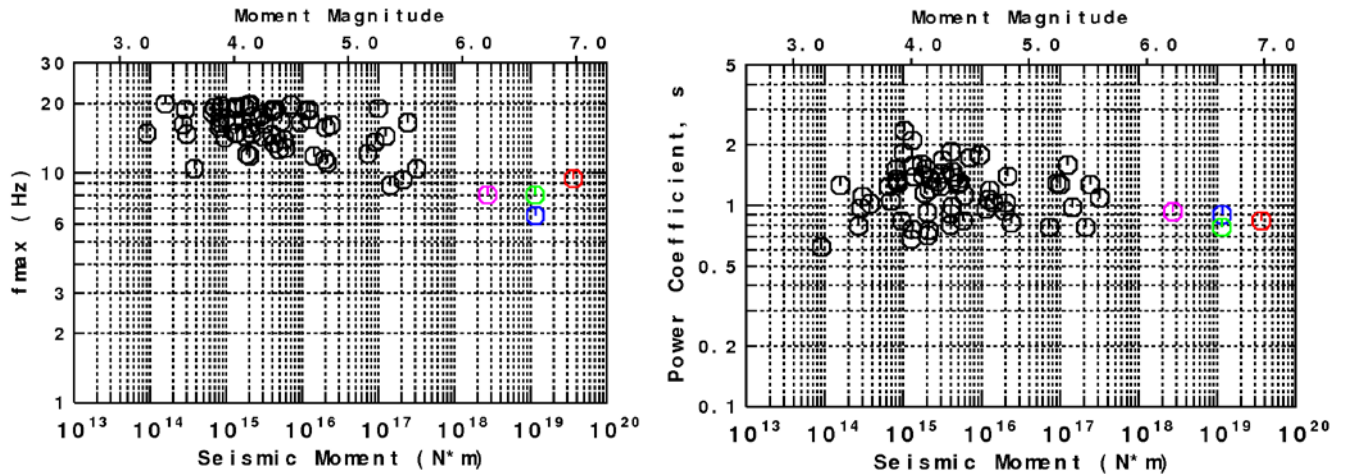 Moment Magnitude
3.0 4.0 5.0 6.0 7.0
30
20
10
6
3
2
1
fmax (Hz)
10^13 10^14 10^15 10^16 10^17 10^18 10^19 10^20
Seismic Moment (N*m)
Moment Magnitude
3.0 4.0 5.0 6.0 7.0
5
2
1
0.5
0.2
0.1
Power Coefficient, s
10^13 10^14 10^15 10^16 10^17 10^18 10^19 10^20
Seismic Moment (N*m)